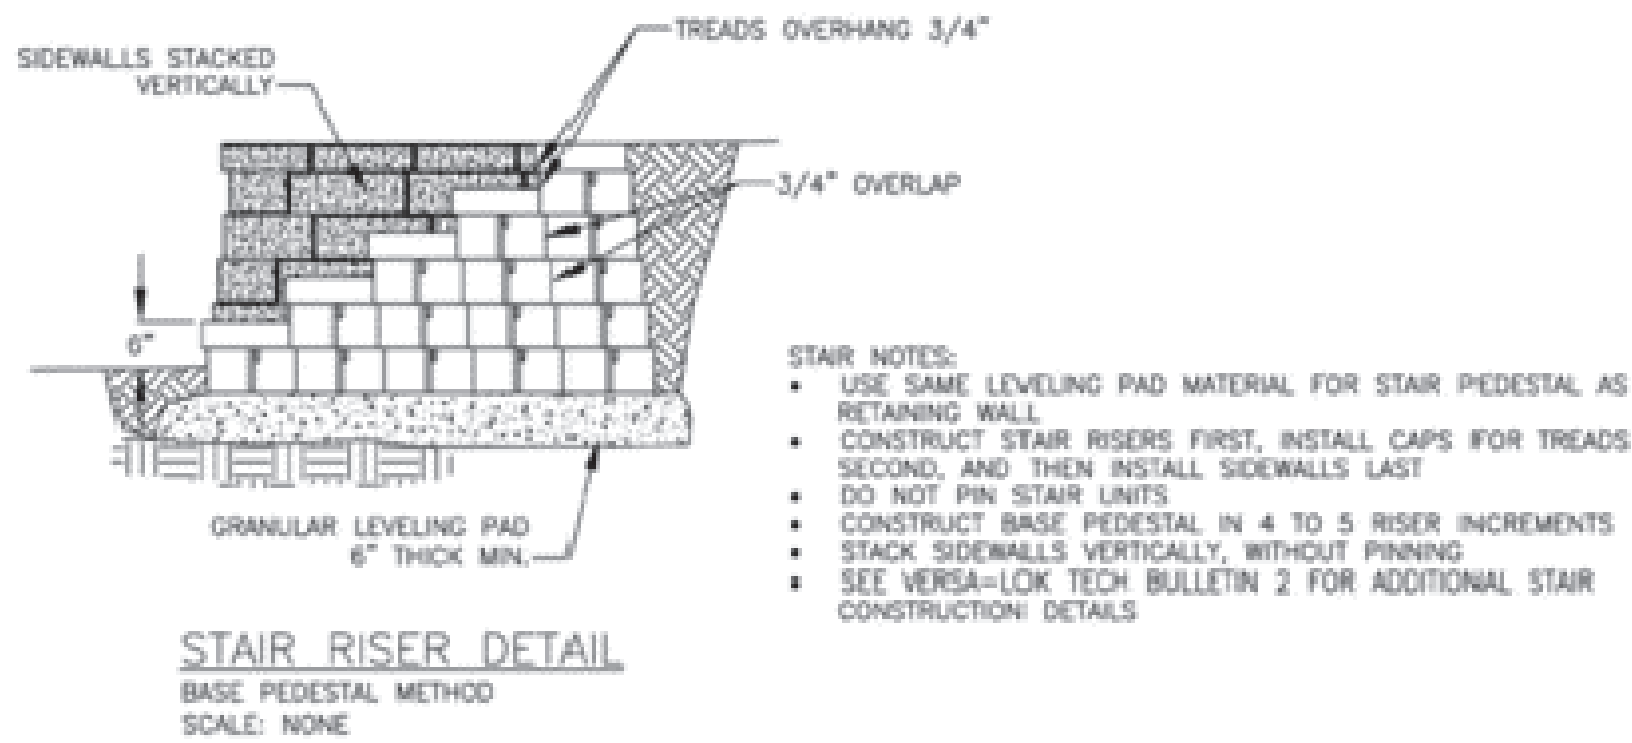 TREADS OVERHANG 3/4"
SIDEWALLS STACKED
VERTICALLY
3/4" OVERLAP
6"
STAIR NOTES:
• USE SAME LEVELING PAD MATERIAL FOR STAIR PEDESTAL AS
RETAINING WALL
• CONSTRUCT STAIR RISERS FIRST, INSTALL CAPS FOR TREADS
SECOND, AND THEN INSTALL SIDEWALLS LAST
• DO NOT PIN STAIR UNITS
• CONSTRUCT BASE PEDESTAL IN 4 TO 5 RISER INCREMENTS
• STACK SIDEWALLS VERTICALLY, WITHOUT PINNING
• SEE VERSA-LOK TECH BULLETIN 2 FOR ADDITIONAL STAIR
CONSTRUCTION DETAILS
GRANULAR LEVELING PAD
6" THICK MIN.
STAIR RISER DETAIL
BASE PEDESTAL METHOD
SCALE: NONE